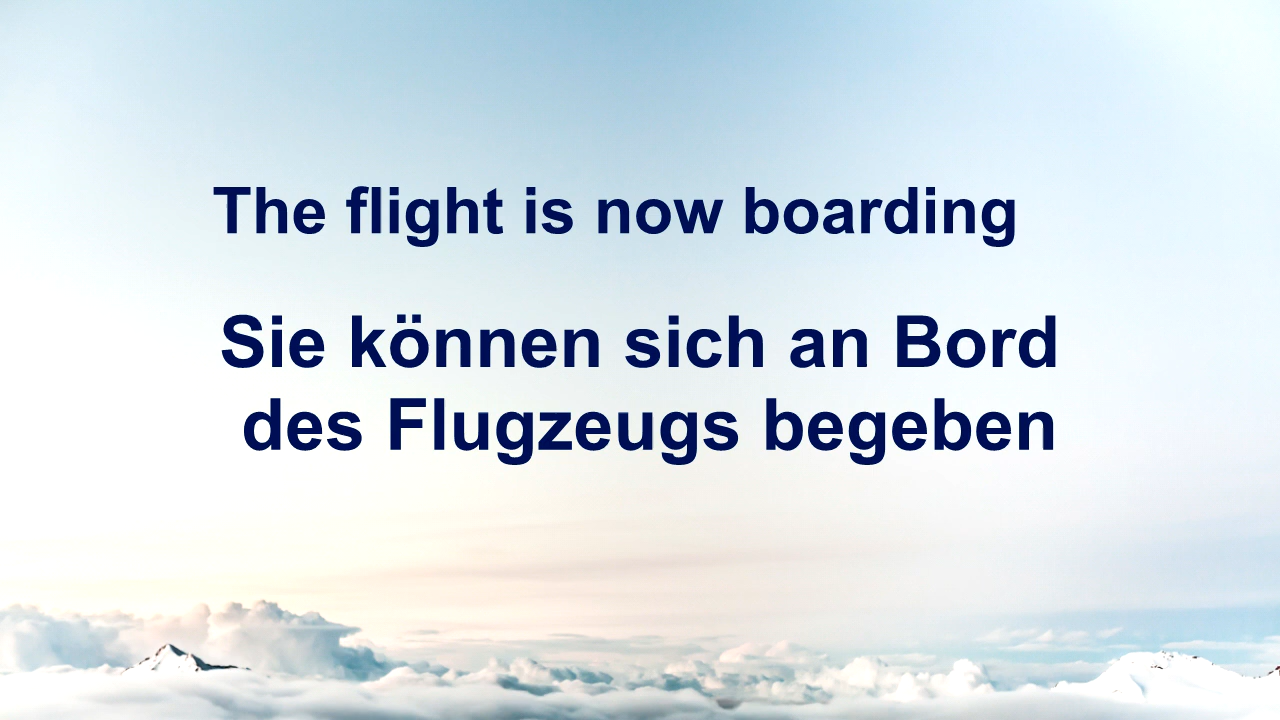 The flight is now boarding
Sie können sich an Bord
des Flugzeugs begeben